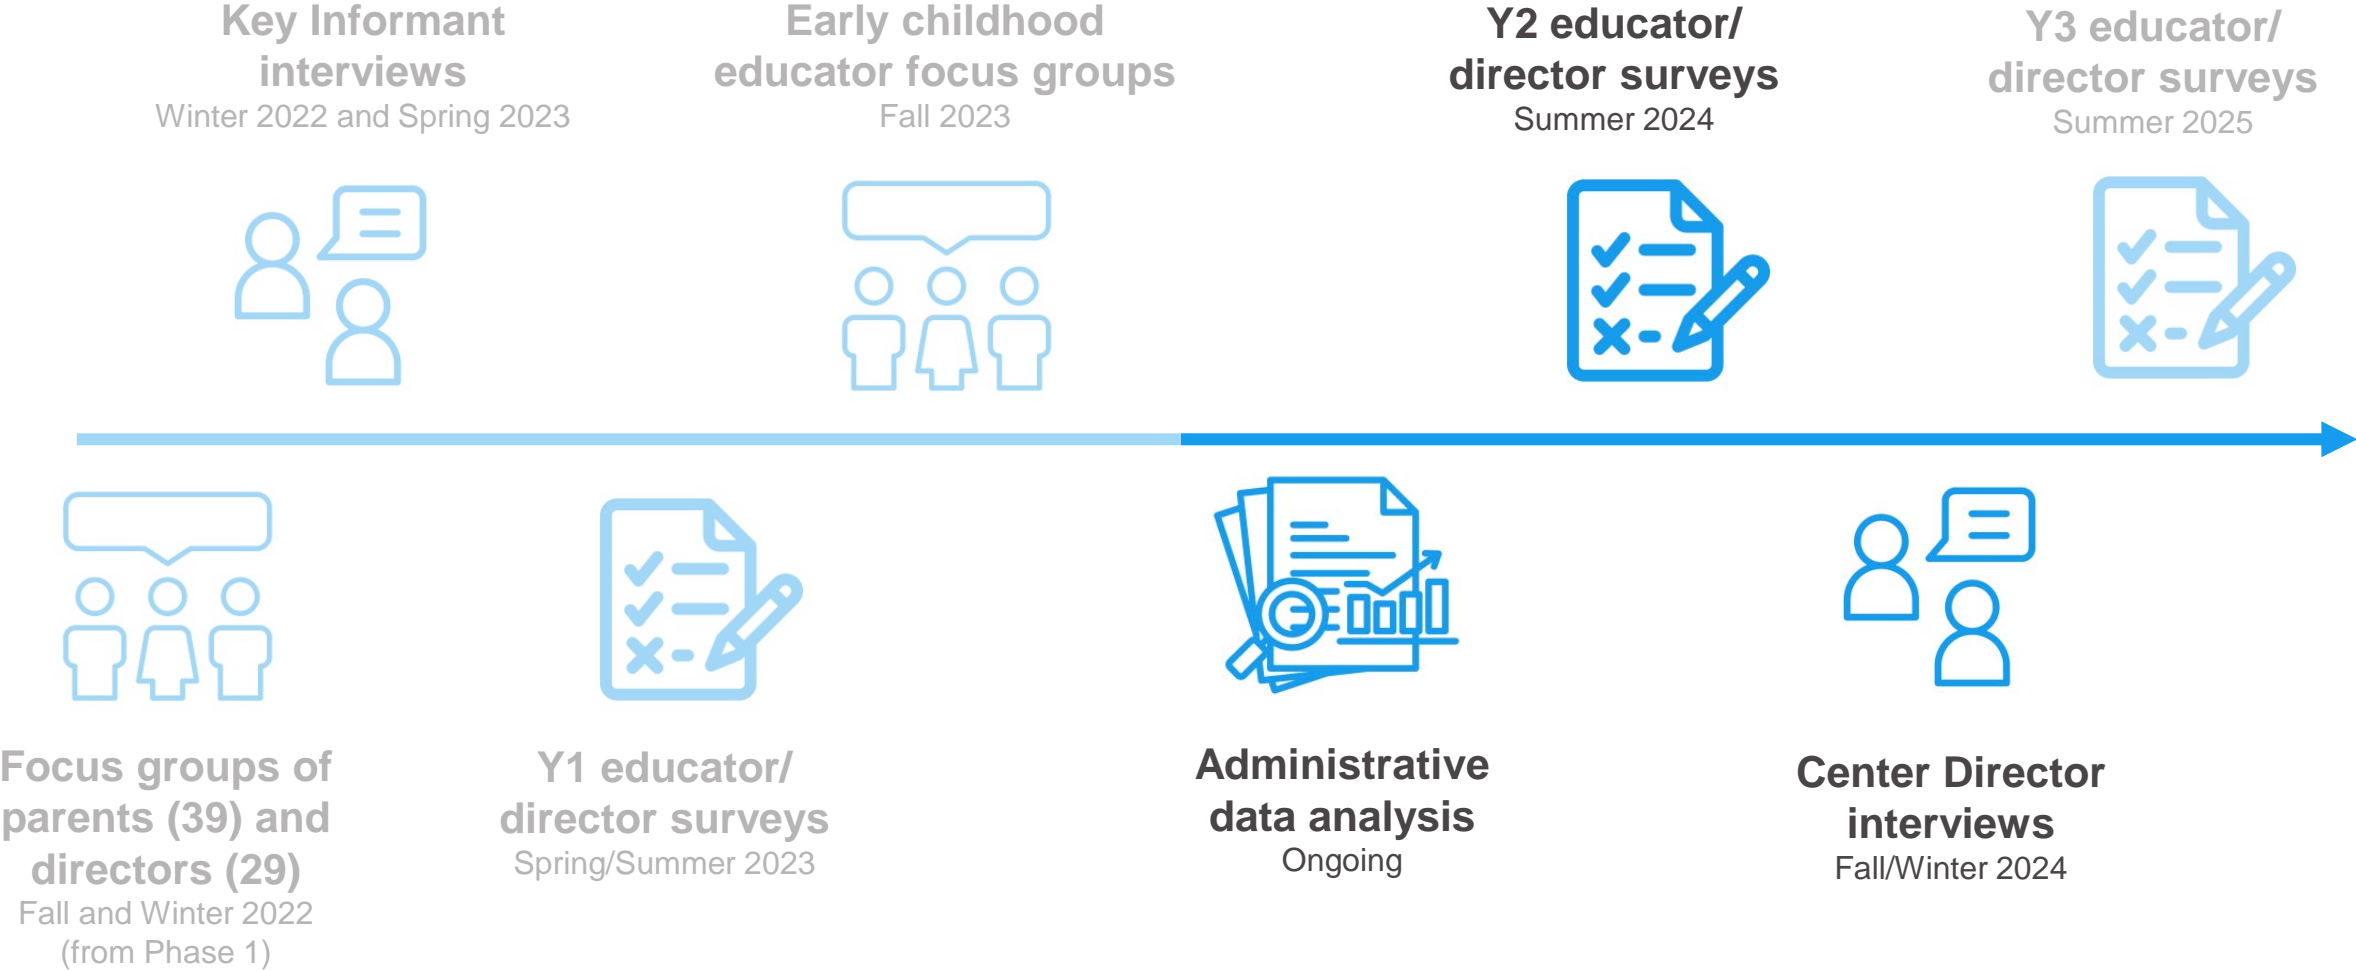 Key Informant
interviews
Winter 2022 and Spring 2023
Early childhood
educator focus groups
Fall 2023
Y2 educator/
director surveys
Summer 2024
Y3 educator/
director surveys
Summer 2025
Focus groups of
parents (39) and
directors (29)
Fall and Winter 2022
(from Phase 1)
Y1 educator/
director surveys
Spring/Summer 2023
Administrative
data analysis
Ongoing
Center Director
interviews
Fall/Winter 2024